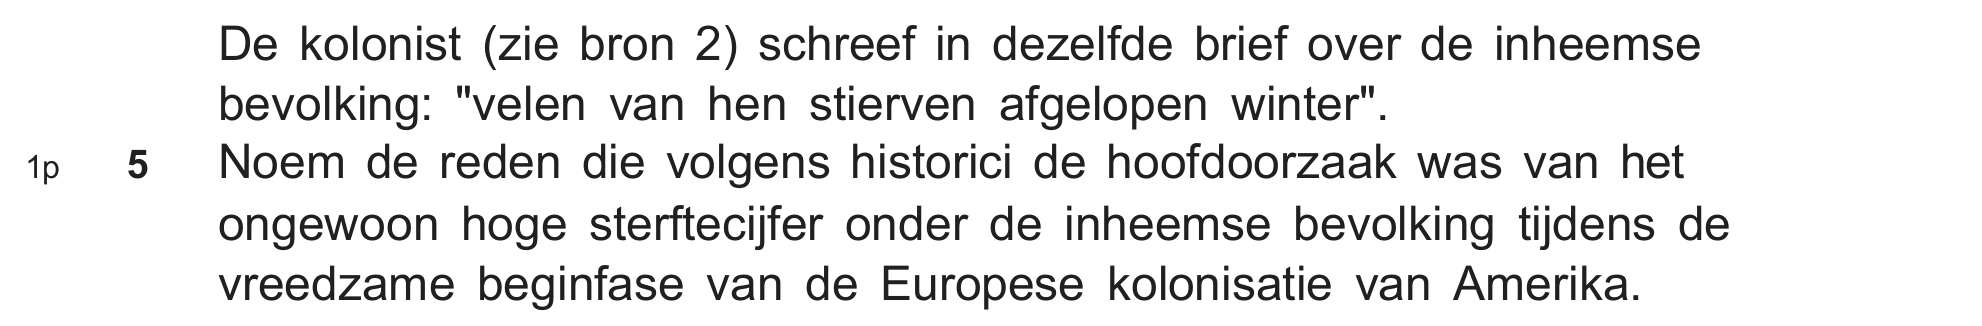 De kolonist (zie bron 2) schreef in dezelfde brief over de inheemse
bevolking: "velen van hen stierven afgelopen winter".
1p 5 Noem de reden die volgens historici de hoofdoorzaak was van het
ongewoon hoge sterftecijfer onder de inheemse bevolking tijdens de
vreedzame beginfase van de Europese kolonisatie van Amerika.